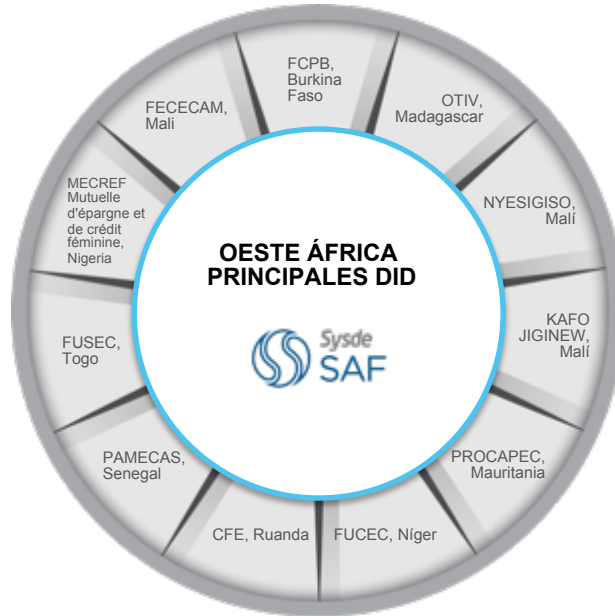 OESTE ÁFRICA
PRINCIPALES DID
Sysde
SAF
FCPB,
Burkina
Faso
OTIV,
Madagascar
NYESIGISO,
Malí
KAFO
JIGINEW,
Malí
PROCAPEC,
Mauritania
FUCEC, Níger
CFE, Ruanda
PAMECAS,
Senegal
FUSEC,
Togo
MECREF
Mutuelle
d'épargne et
de crédit
féminine,
Nigeria
FECECAM,
Mali